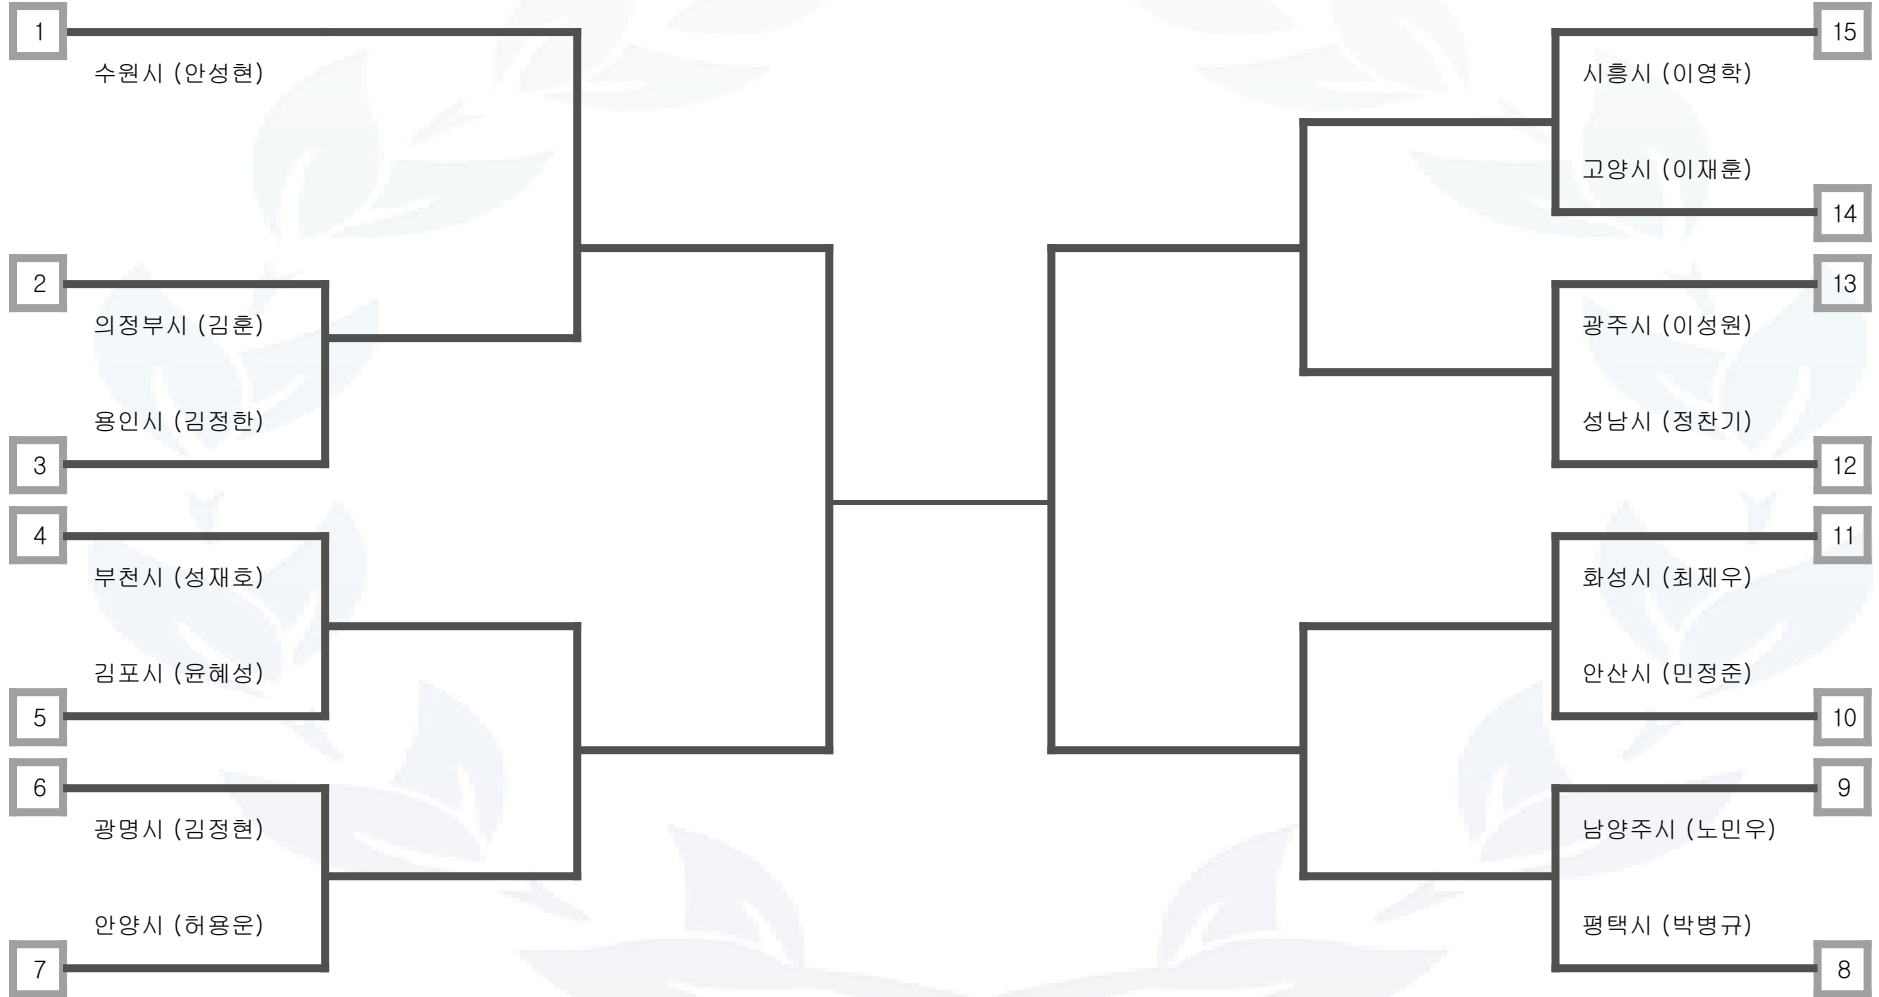 1
수원시 (안성현)
2
의정부시 (김훈)
용인시 (김정한)
3
4
부천시 (성재호)
김포시 (윤혜성)
5
6
광명시 (김정현)
안양시 (허용운)
7
15
시흥시 (이영학)
고양시 (이재훈)
14
13
광주시 (이성원)
성남시 (정찬기)
12
11
화성시 (최제우)
안산시 (민정준)
10
9
남양주시 (노민우)
평택시 (박병규)
8